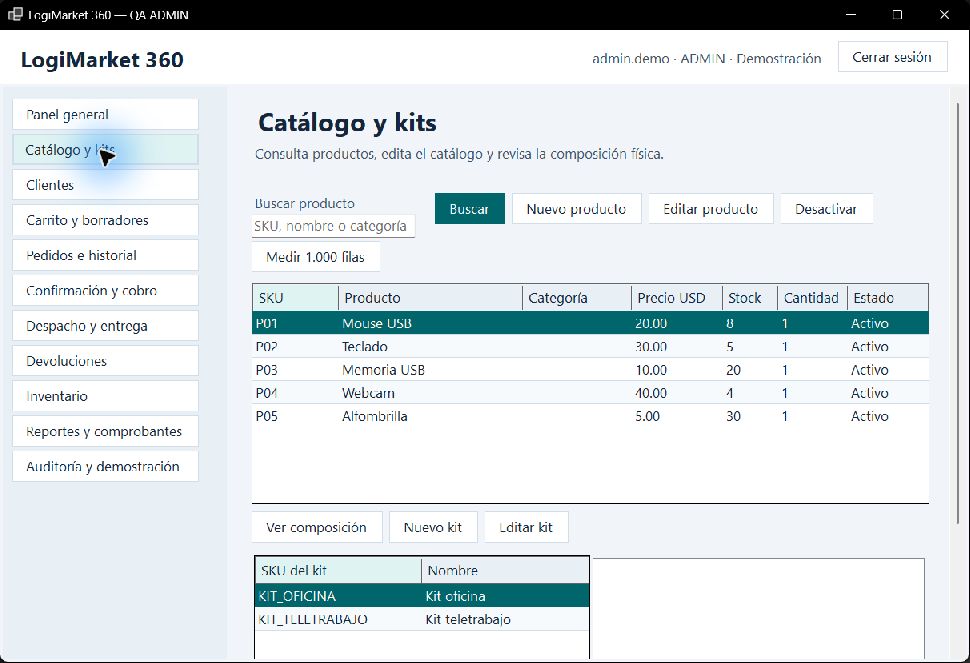 LogiMarket 360 — QA ADMIN
LogiMarket 360
admin.demo · ADMIN · Demostración
Cerrar sesión
Panel general
Catálogo y kits
Clientes
Carrito y borradores
Pedidos e historial
Confirmación y cobro
Despacho y entrega
Devoluciones
Inventario
Reportes y comprobantes
Auditoría y demostración
Catálogo y kits
Consulta productos, edita el catálogo y revisa la composición física.
Buscar producto
SKU, nombre o categoría
Buscar
Nuevo producto
Editar producto
Desactivar
Medir 1.000 filas
SKU Producto Categoría Precio USD Stock Cantidad Estado
P01 Mouse USB 20.00 8 1 Activo
P02 Teclado 30.00 5 1 Activo
P03 Memoria USB 10.00 20 1 Activo
P04 Webcam 40.00 4 1 Activo
P05 Alfombrilla 5.00 30 1 Activo
Ver composición
Nuevo kit
Editar kit
SKU del kit Nombre
KIT_OFICINA Kit oficina
KIT_TELETRABAJO Kit teletrabajo